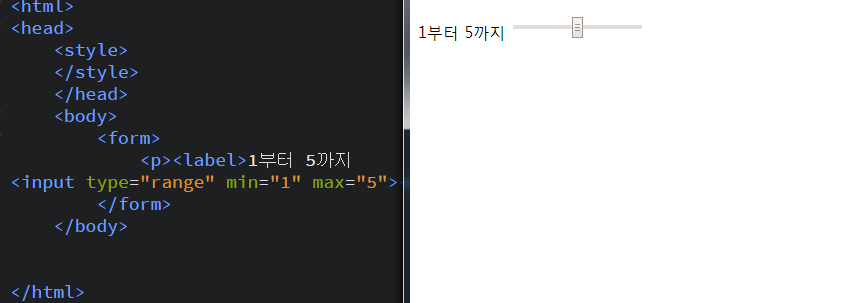 <html>
<head>
<style>
</style>
</head>
<body>
<form>
<p><label>1부터 5까지
<input type="range" min="1" max="5">
</form>
</body>
</html>
1부터 5까지